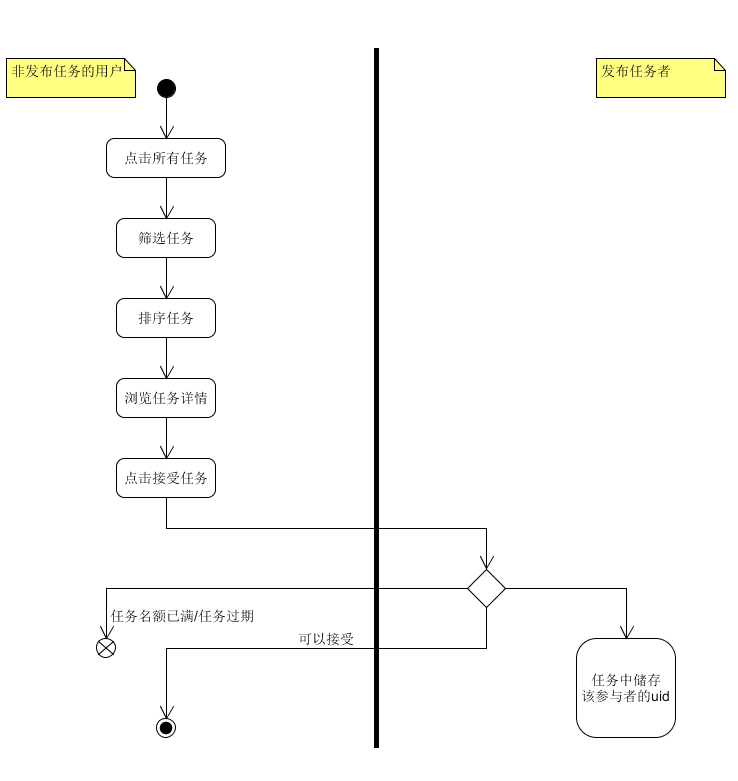 非发布任务的用户
发布任务者
点击所有任务
筛选任务
排序任务
浏览任务详情
点击接受任务
任务名额已满/任务过期
可以接受
任务中储存
该参与者的uid